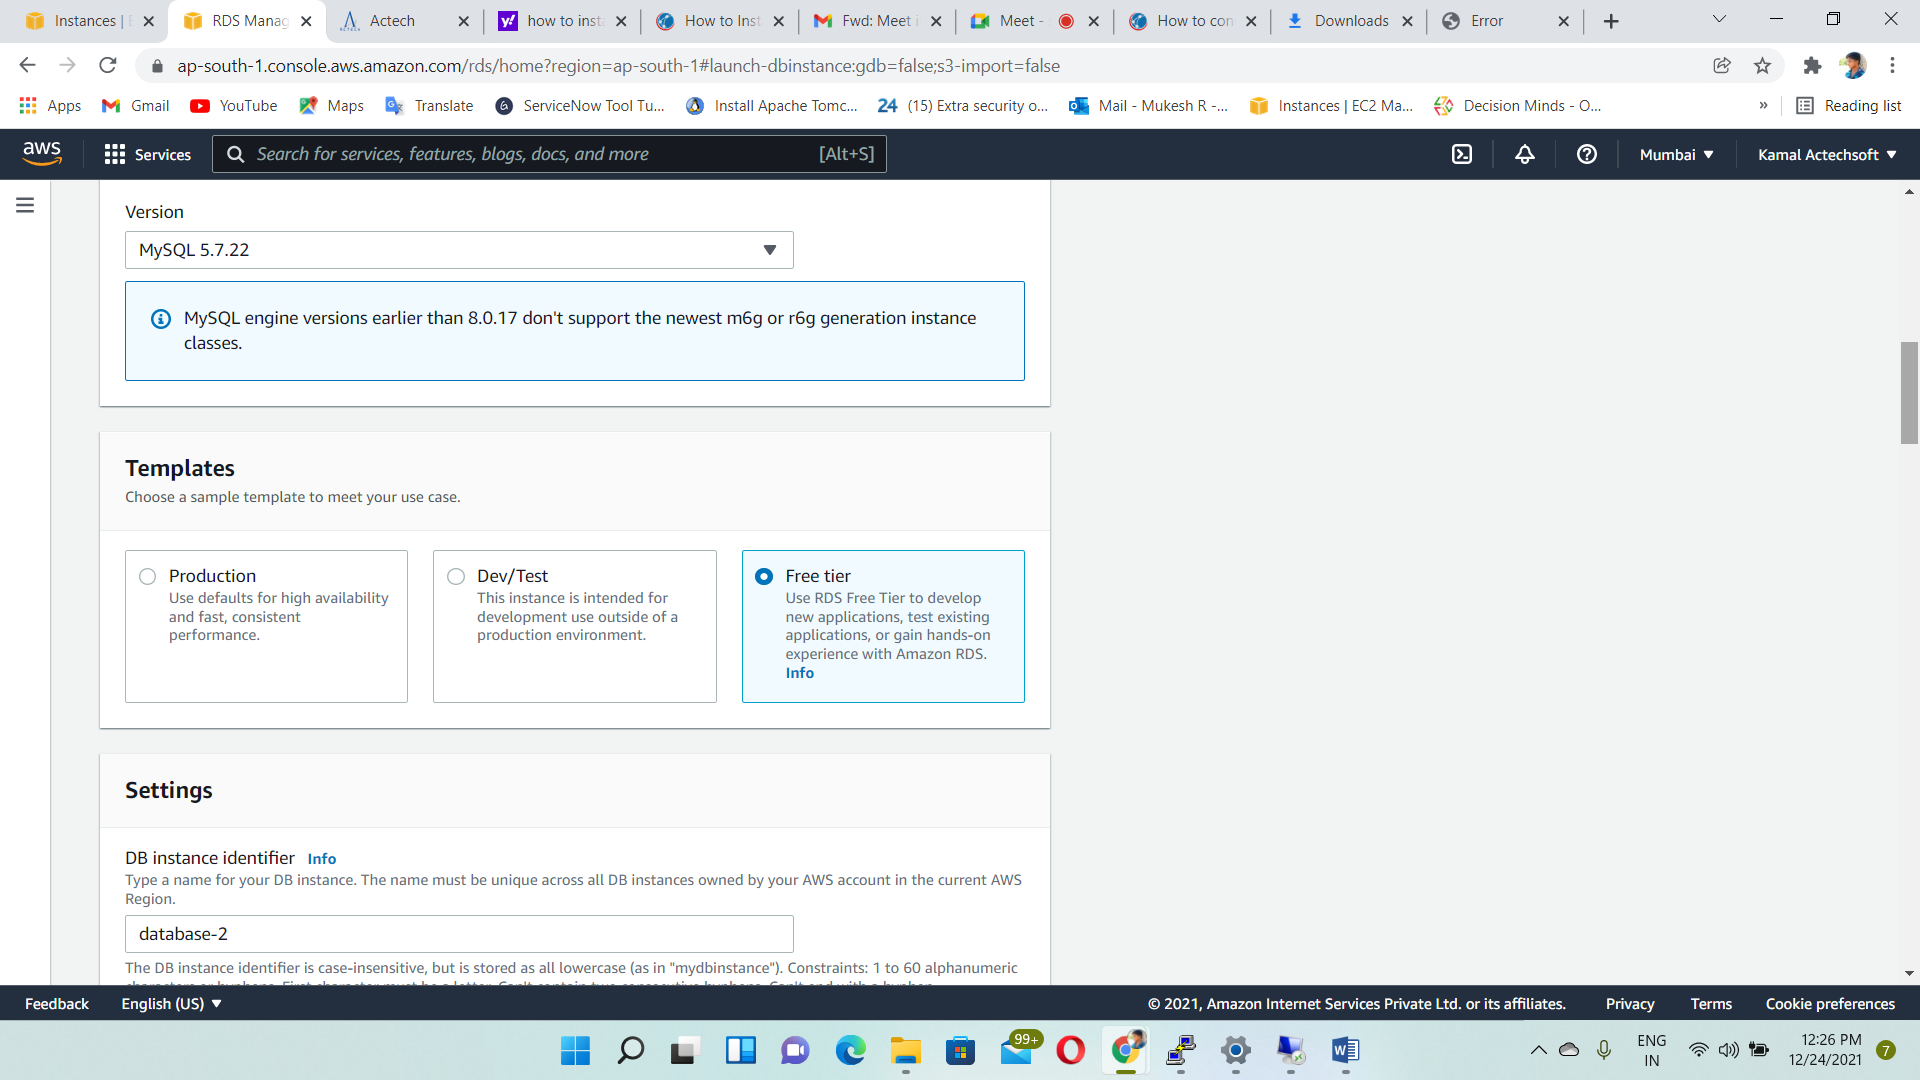 Instances | E
RDS Manag
Actech
how to insta
How to Inst
Fwd: Meet i
Meet -
How to con
Downloads
Error
ap-south-1.console.aws.amazon.com/rds/home?region=ap-south-1#launch-dbinstance:gdb=false;s3-import=false
Apps
Gmail
YouTube
Maps
Translate
ServiceNow Tool Tu...
Install Apache Tomc...
24
(15) Extra security o...
Mail - Mukesh R -...
Instances | EC2 Ma...
Decision Minds - O...
»
Reading list
aws
Services
Search for services, features, blogs, docs, and more
[Alt+S]
Mumbai
Kamal Actechsoft
Version
MySQL 5.7.22
MySQL engine versions earlier than 8.0.17 don't support the newest m6g or r6g generation instance
classes.
Templates
Choose a sample template to meet your use case.
Production
Use defaults for high availability
and fast, consistent
performance.
Dev/Test
This instance is intended for
development use outside of a
production environment.
Free tier
Use RDS Free Tier to develop
new applications, test existing
applications, or gain hands-on
experience with Amazon RDS.
Info
Settings
DB instance identifier Info
Type a name for your DB instance. The name must be unique across all DB instances owned by your AWS account in the current AWS
Region.
database-2
The DB instance identifier is case-insensitive, but is stored as all lowercase (as in "mydbinstance"). Constraints: 1 to 60 alphanumeric
Feedback
English (US)
© 2021, Amazon Internet Services Private Ltd. or its affiliates.
Privacy
Terms
Cookie preferences
99+
ENG
IN
12:26 PM
12/24/2021
7